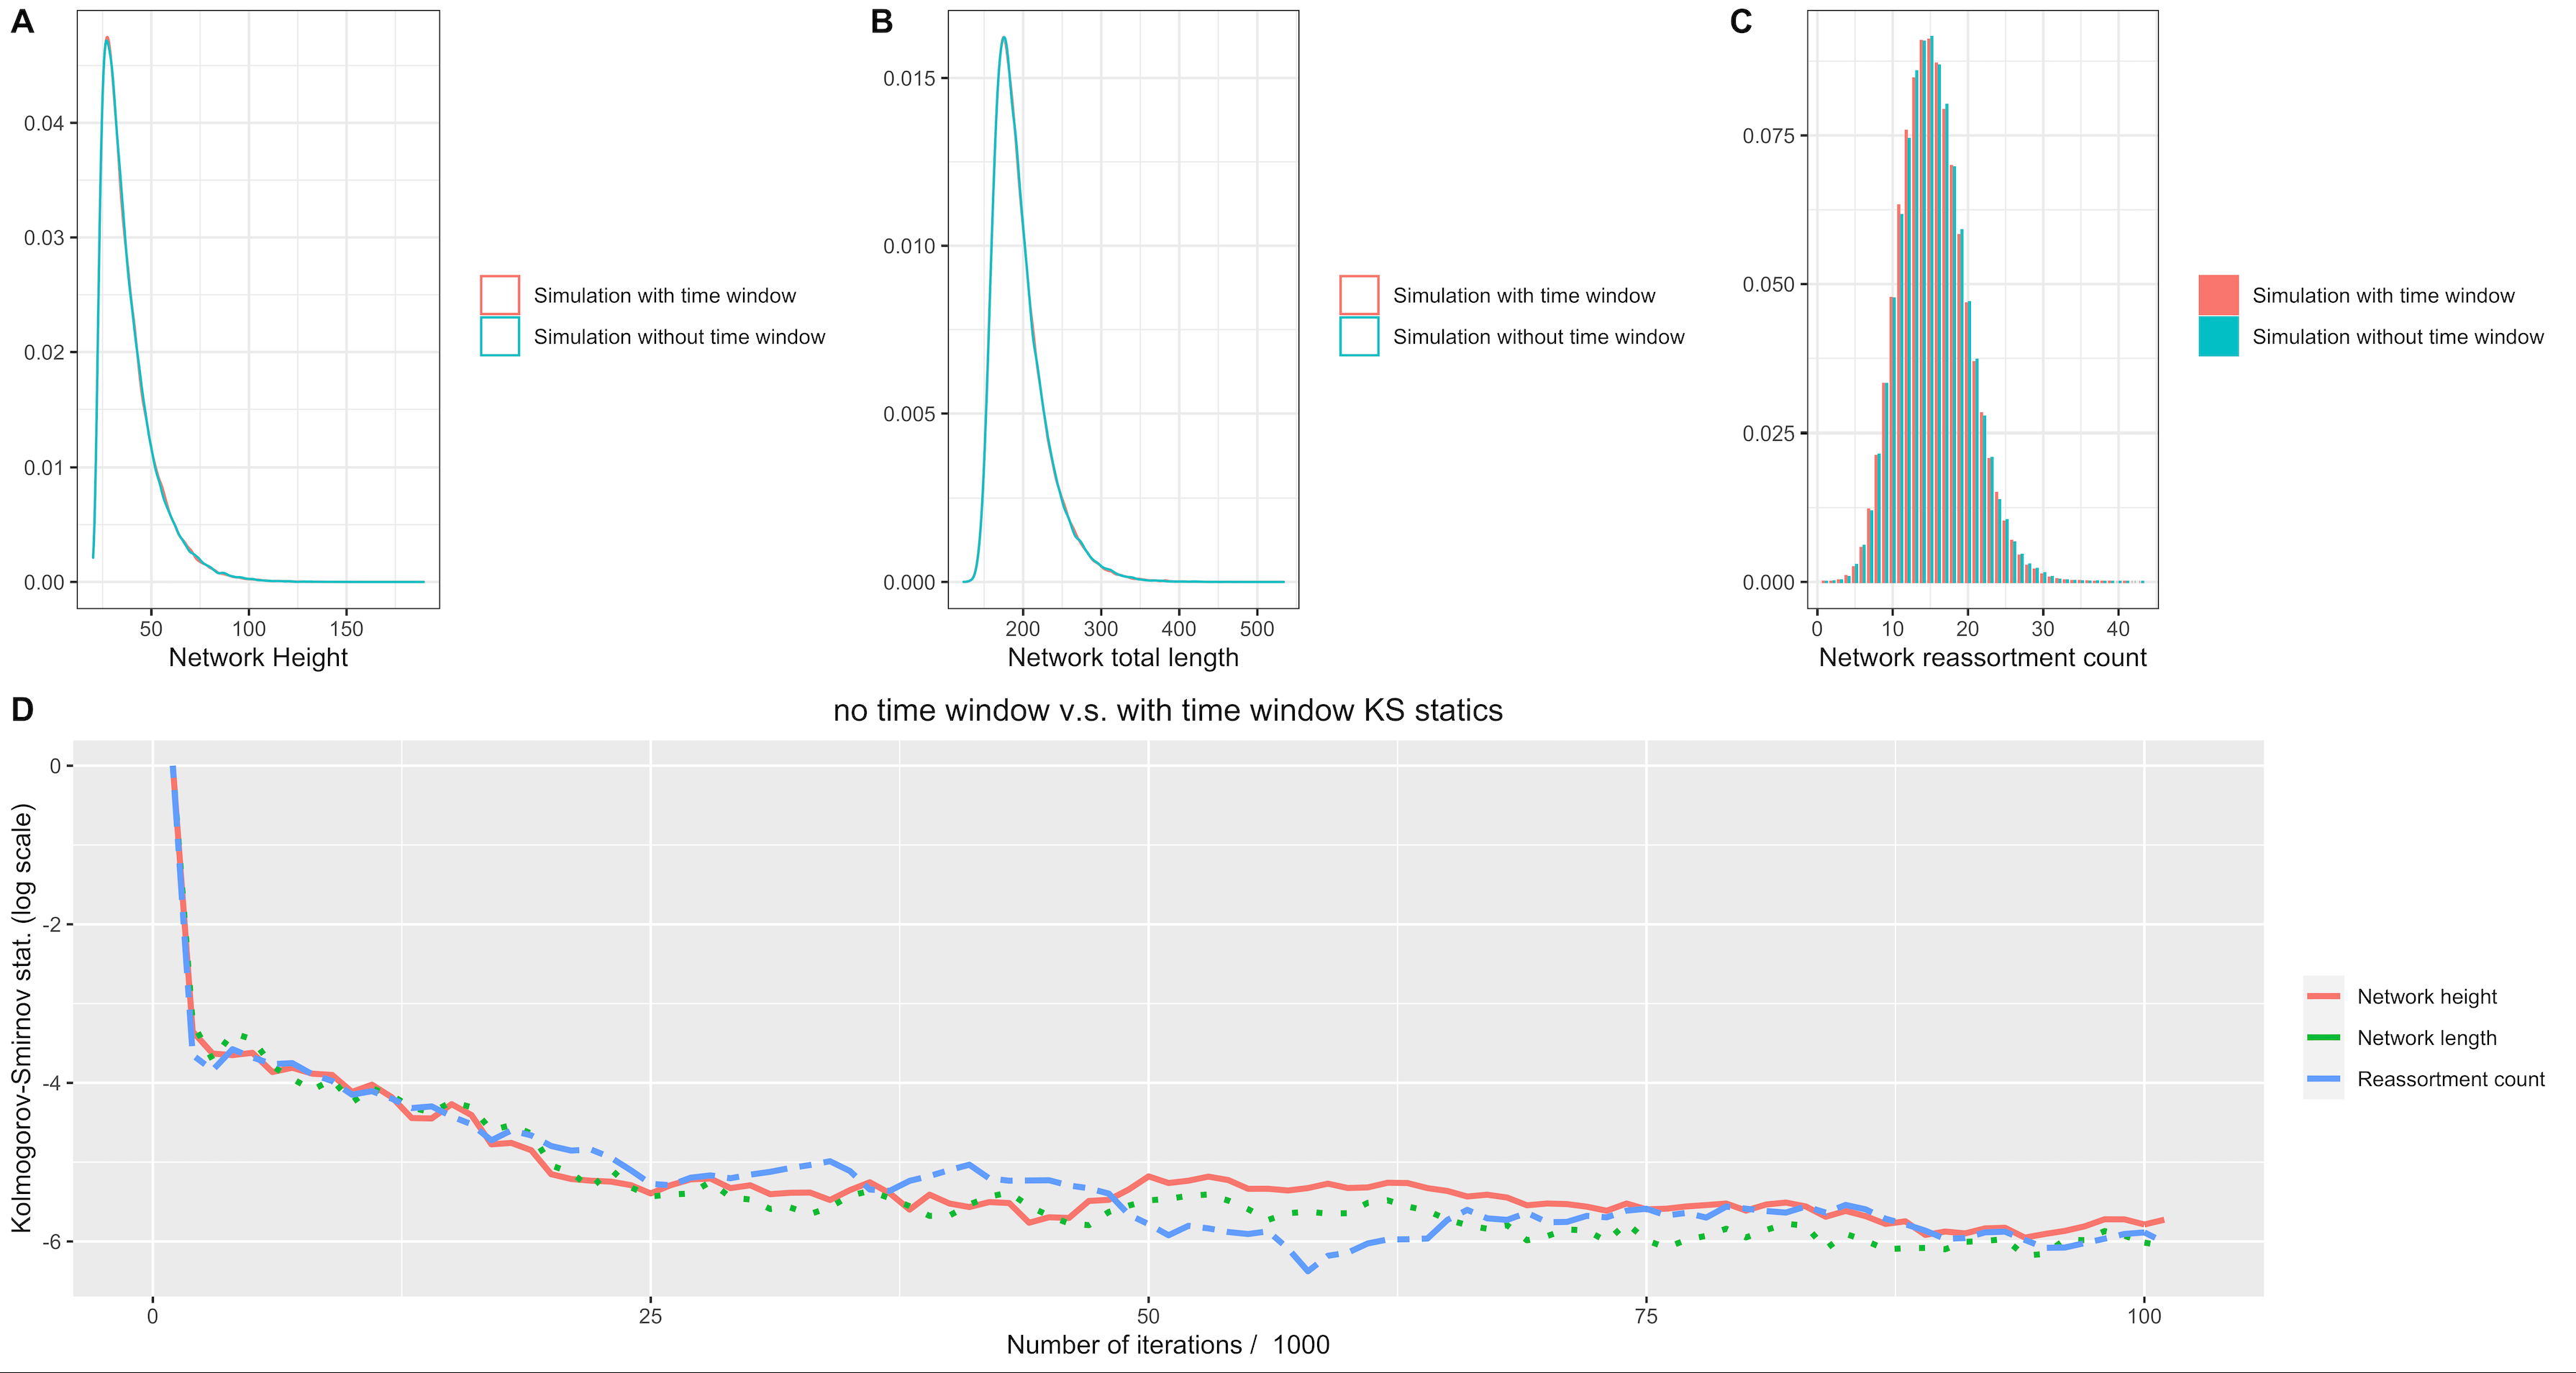 A
0.04
0.03
0.02
0.01
0.00
50 100 150
Network Height
Simulation with time window
Simulation without time window
B
0.015
0.010
0.005
0.000
200 300 400 500
Network total length
Simulation with time window
Simulation without time window
C
0.075
0.050
0.025
0.000
0 10 20 30 40
Network reassortment count
Simulation with time window
Simulation without time window
D
no time window v.s. with time window KS statics
Kolmogorov-Smirnov stat. (log scale)
0
-2
-4
-6
0 25 50 75 100
Number of iterations / 1000
Network height
Network length
Reassortment count